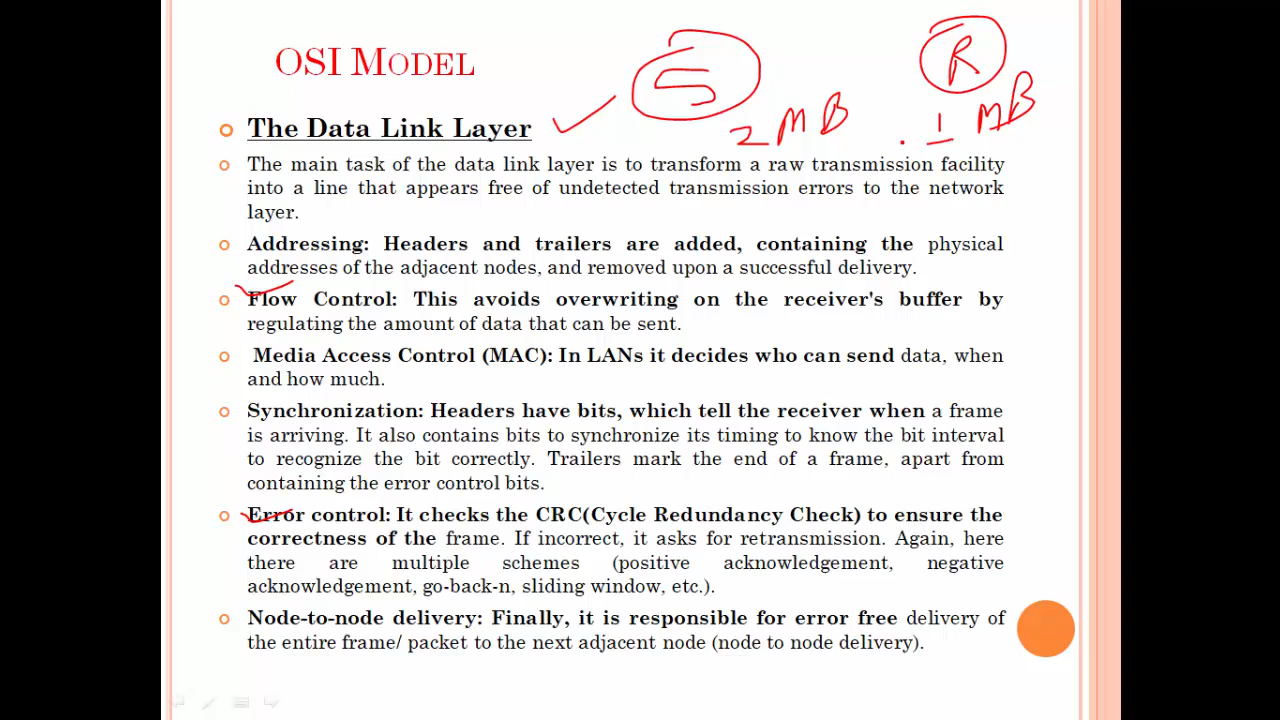 OSI MODEL
S
R
2 MB
. 1 MB
The Data Link Layer
The main task of the data link layer is to transform a raw transmission facility
into a line that appears free of undetected transmission errors to the network
layer.
Addressing: Headers and trailers are added, containing the physical
addresses of the adjacent nodes, and removed upon a successful delivery.
Flow Control: This avoids overwriting on the receiver's buffer by
regulating the amount of data that can be sent.
Media Access Control (MAC): In LANs it decides who can send data, when
and how much.
Synchronization: Headers have bits, which tell the receiver when a frame
is arriving. It also contains bits to synchronize its timing to know the bit interval
to recognize the bit correctly. Trailers mark the end of a frame, apart from
containing the error control bits.
Error control: It checks the CRC(Cycle Redundancy Check) to ensure the
correctness of the frame. If incorrect, it asks for retransmission. Again, here
there are multiple schemes (positive acknowledgement, negative
acknowledgement, go-back-n, sliding window, etc.).
Node-to-node delivery: Finally, it is responsible for error free delivery of
the entire frame/ packet to the next adjacent node (node to node delivery).